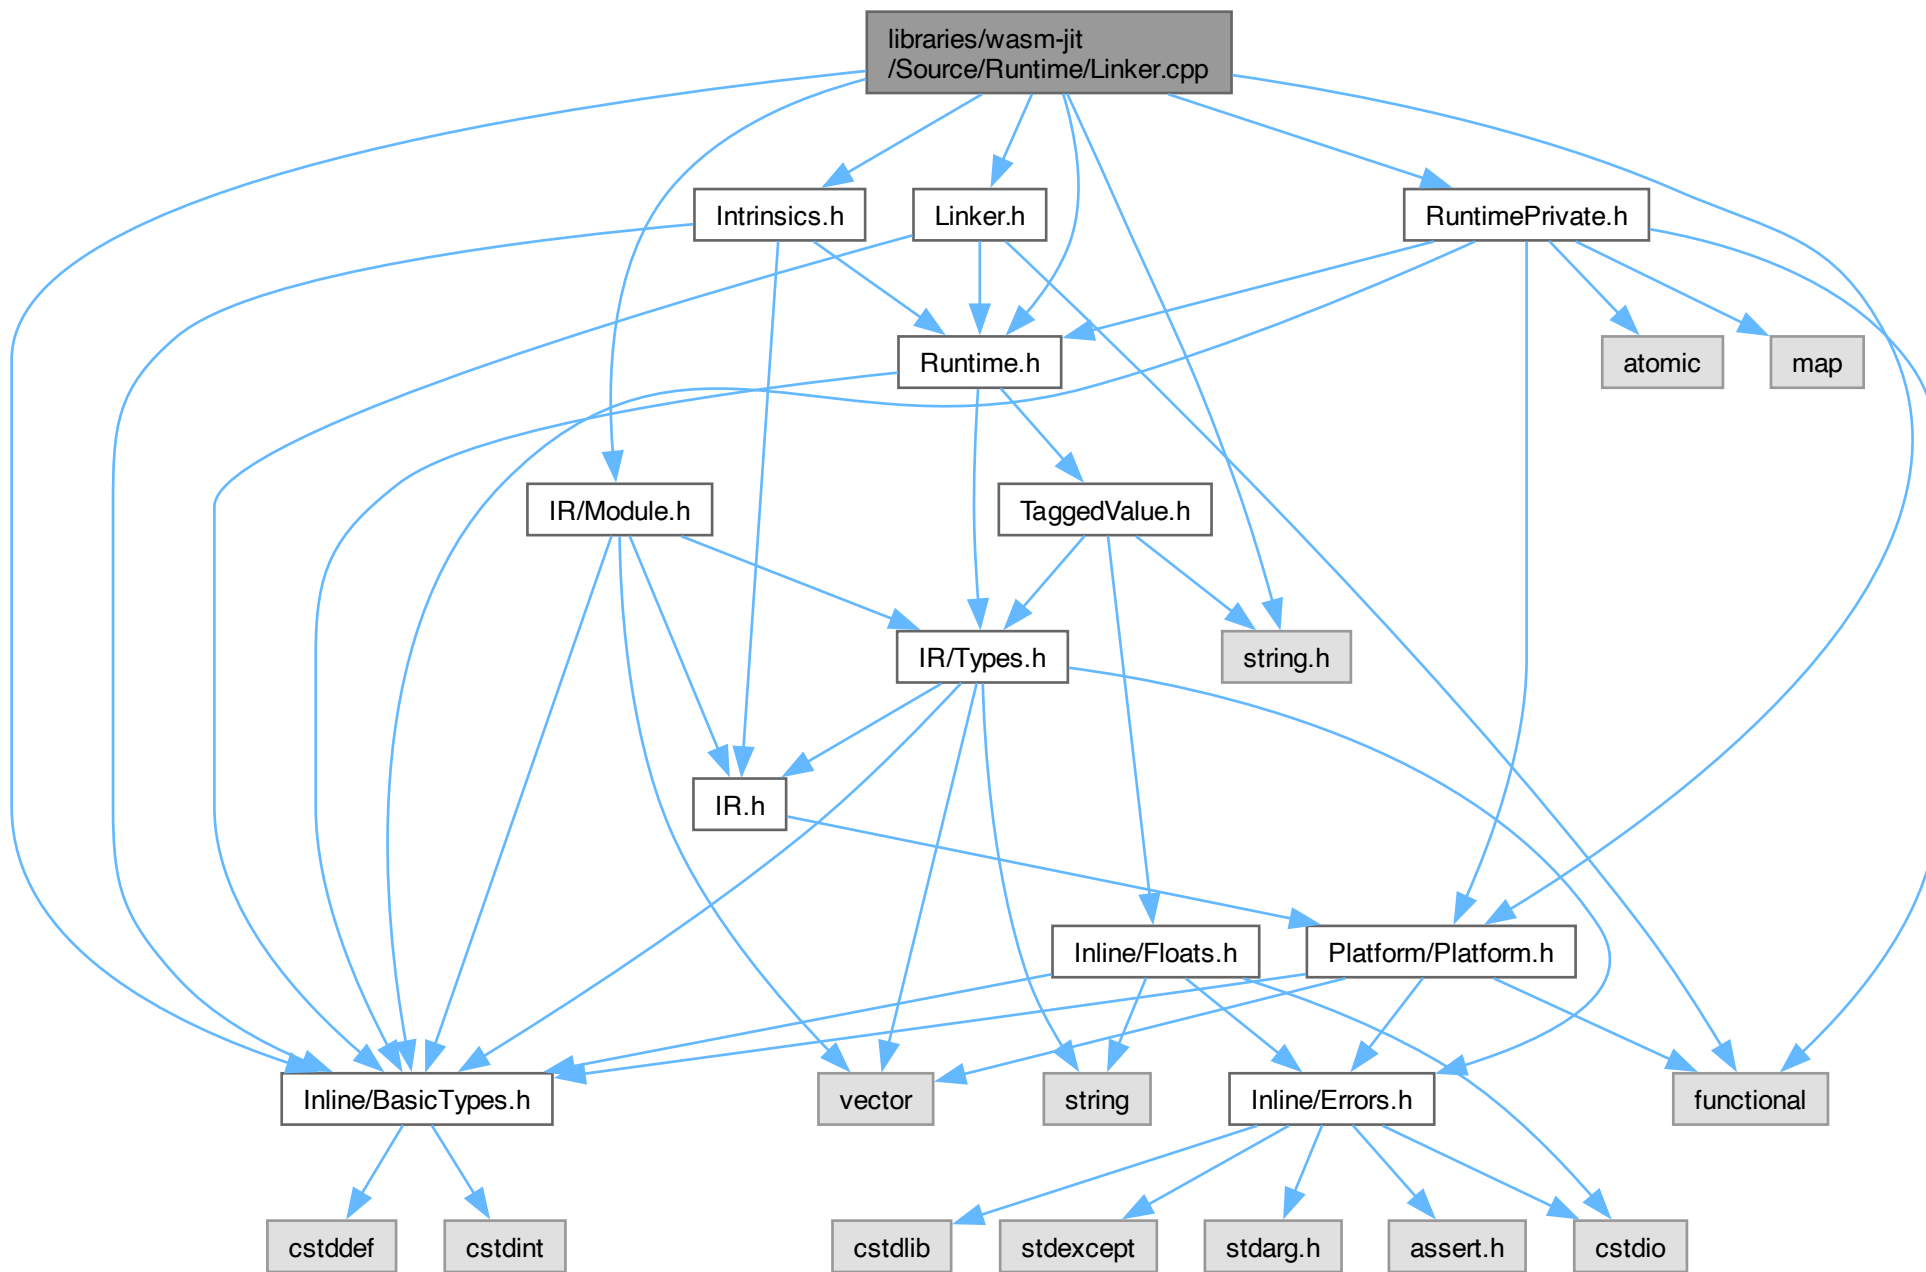 libraries/wasm-jit
/Source/Runtime/Linker.cpp
Intrinsics.h
Linker.h
RuntimePrivate.h
Runtime.h
atomic
map
IR/Module.h
TaggedValue.h
IR/Types.h
string.h
IR.h
Inline/Floats.h
Platform/Platform.h
Inline/BasicTypes.h
vector
string
Inline/Errors.h
functional
cstddef
cstdint
cstdlib
stdexcept
stdarg.h
assert.h
cstdio